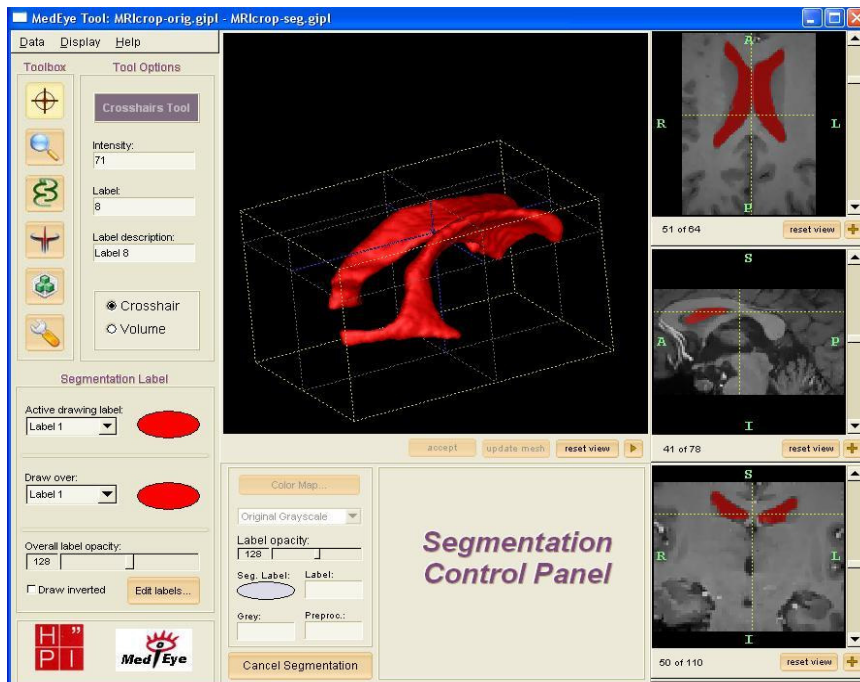 MedEye Tool: MRIcrop-orig.gipl - MRIcrop-seg.gipl
Data Display Help
Toolbox
Tool Options
Crosshairs Tool
Intensity:
71
Label:
8
Label description:
Label 8
Crosshair
Volume
Segmentation Label
Active drawing label:
Label 1
Draw over:
Label 1
Overall label opacity:
128
Draw inverted
Edit labels...
H ”
P I
Med Eye
accept
update mesh
reset view
Color Map...
Original Grayscale
Label opacity:
128
Seg. Label:
Label:
Grey:
Preproc.:
Cancel Segmentation
Segmentation
Control Panel
A
R
L
P
51 of 64
reset view
S
A
P
I
41 of 78
reset view
S
R
L
I
50 of 110
reset view